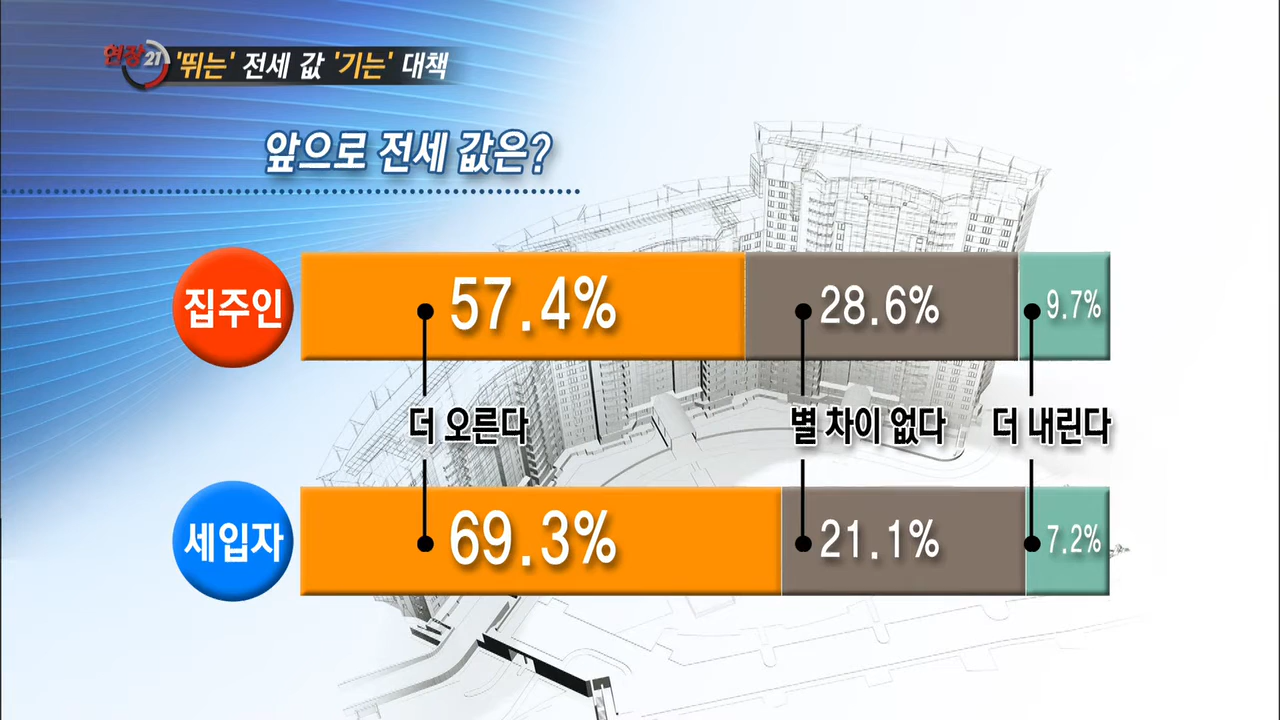 현장21 '뛰는' 전세 값 '기는' 대책
앞으로 전세 값은?
집주인 57.4% 28.6% 9.7%
더 오른다 별 차이 없다 더 내린다
세입자 69.3% 21.1% 7.2%